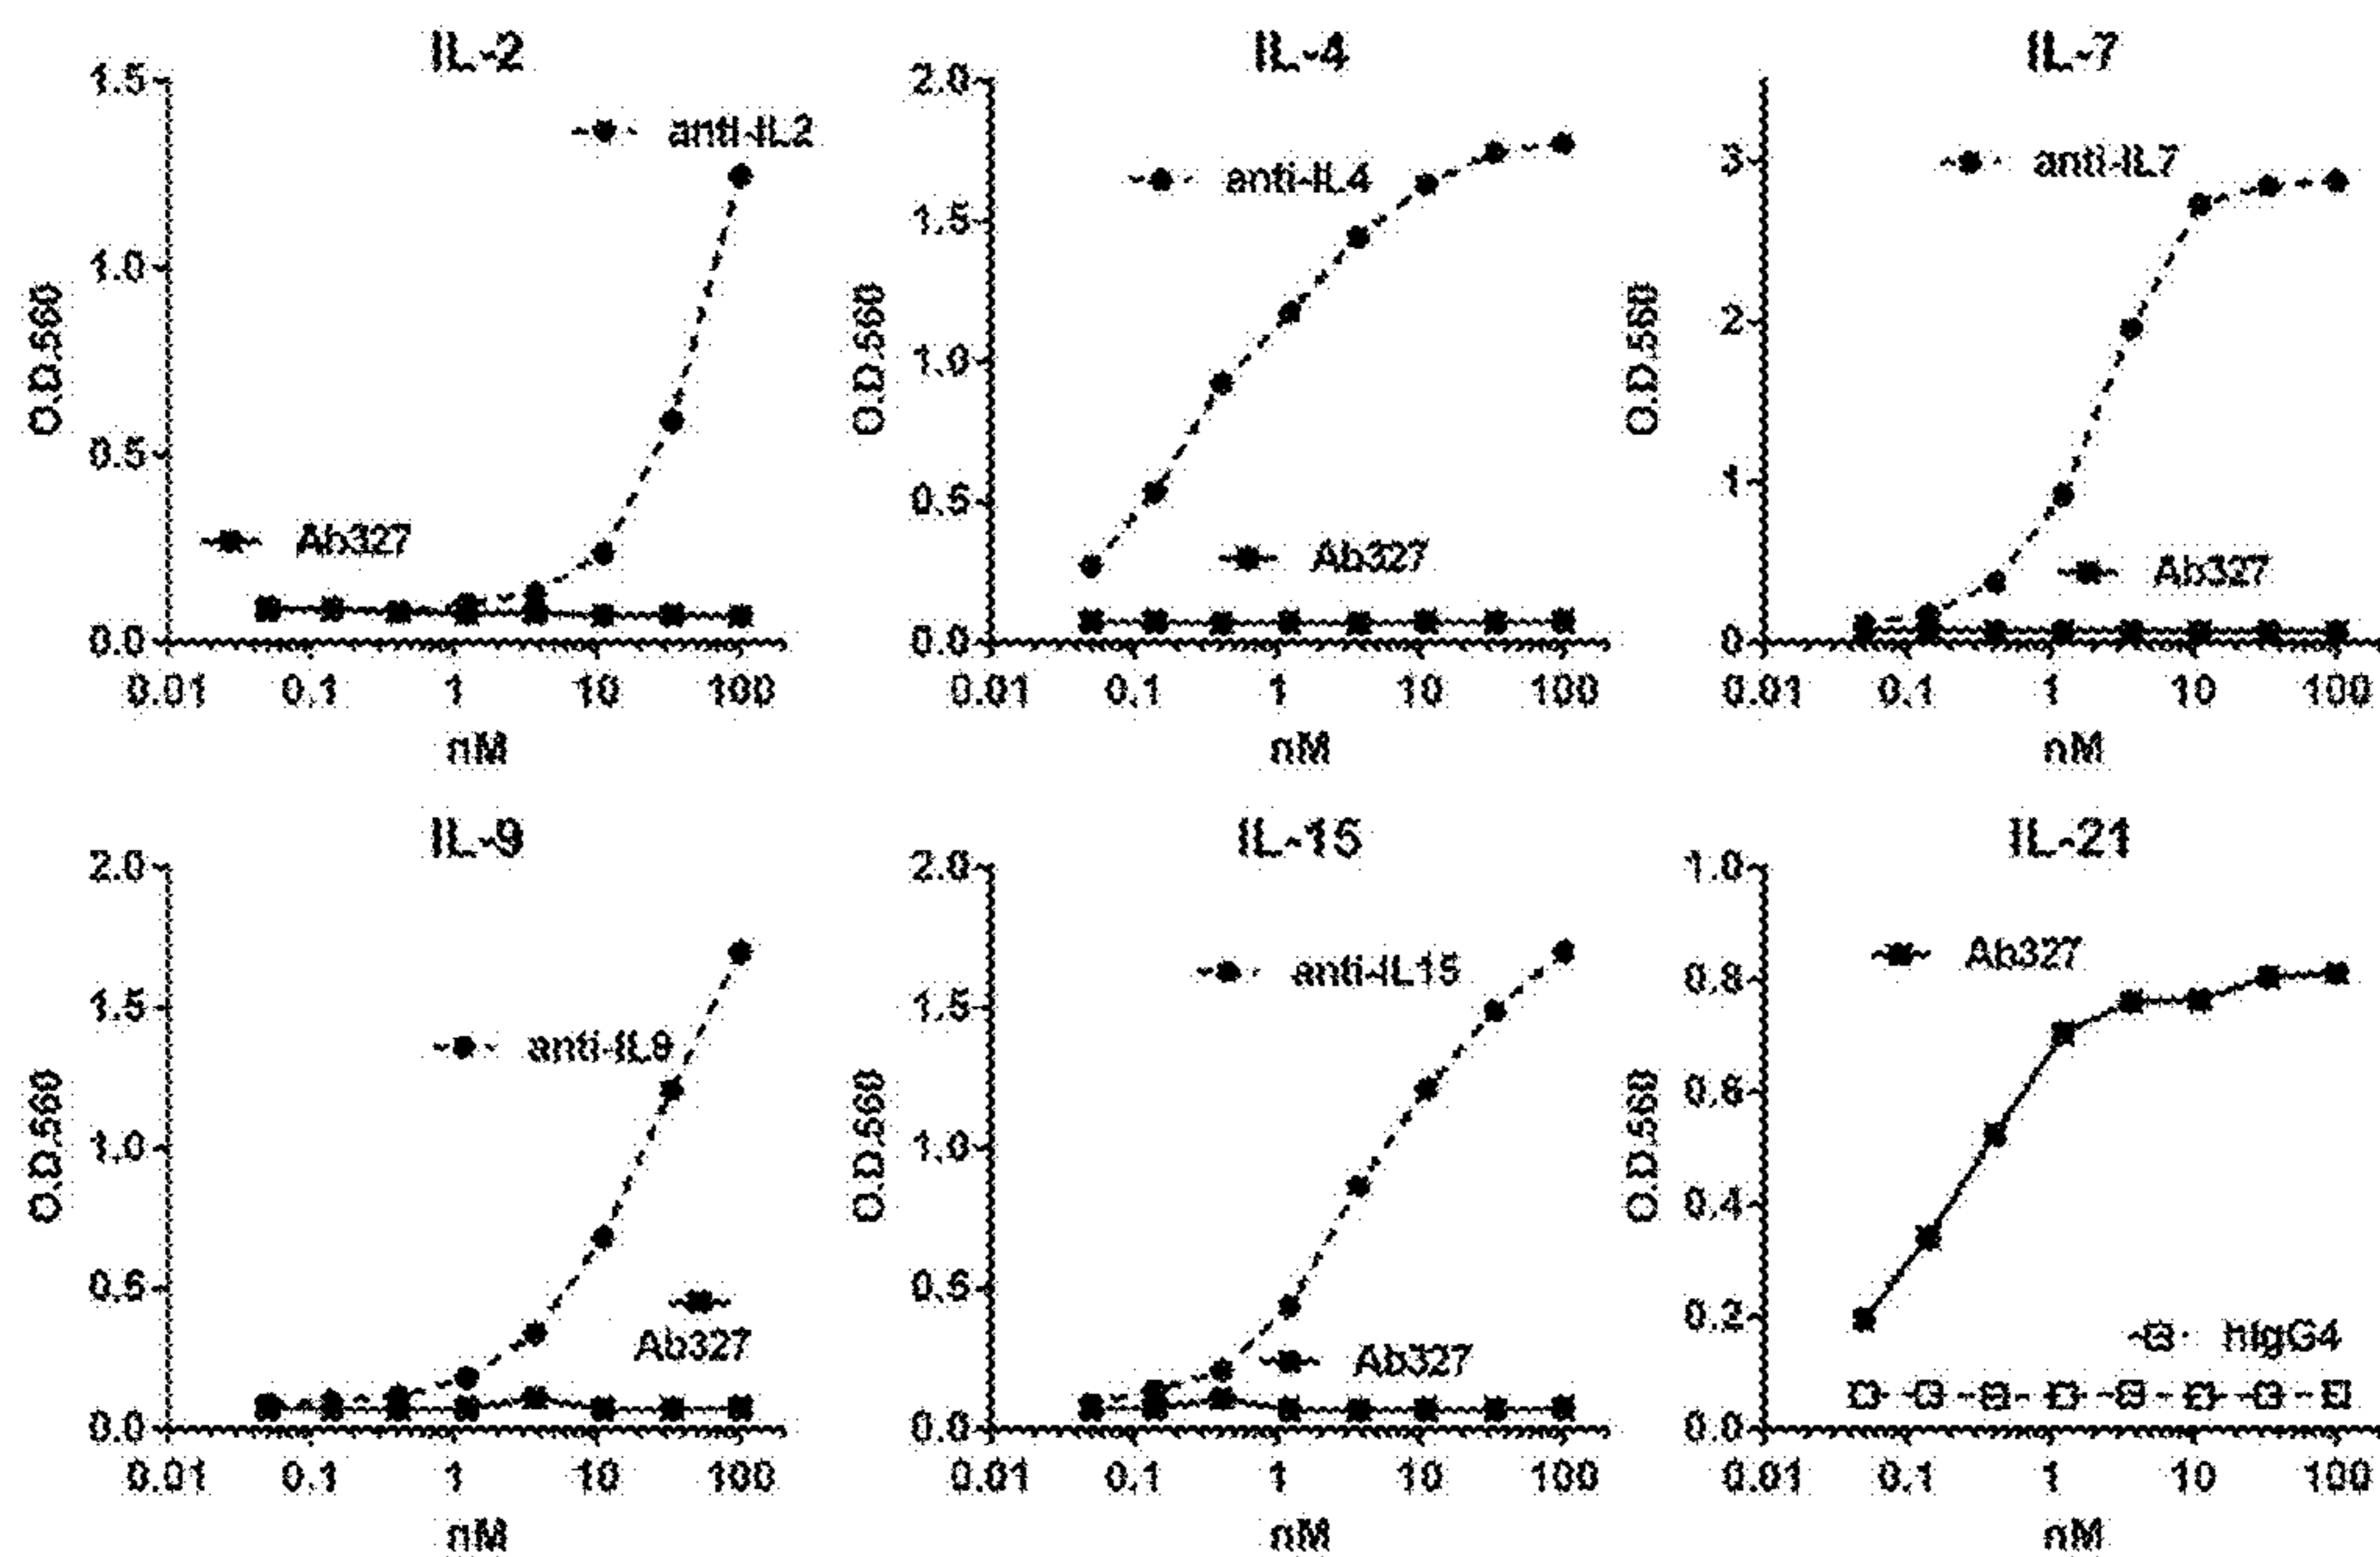 IL-2
1.5
1.0
0.5
0.0
O.D.560
anti-IL2
Ab327
0.01 0.1 1 10 100
nM
IL-4
2.0
1.5
1.0
0.5
0.0
O.D.560
anti-IL4
Ab327
0.01 0.1 1 10 100
nM
IL-7
3
2
1
0
O.D.560
anti-IL7
Ab327
0.01 0.1 1 10 100
nM
IL-9
2.0
1.5
1.0
0.5
0.0
O.D.560
anti-IL9
Ab327
0.01 0.1 1 10 100
nM
IL-15
2.0
1.5
1.0
0.5
0.0
O.D.560
anti-IL15
Ab327
0.01 0.1 1 10 100
nM
IL-21
1.0
0.8
0.6
0.4
0.2
0.0
O.D.560
Ab327
hIgG4
0.01 0.1 1 10 100
nM